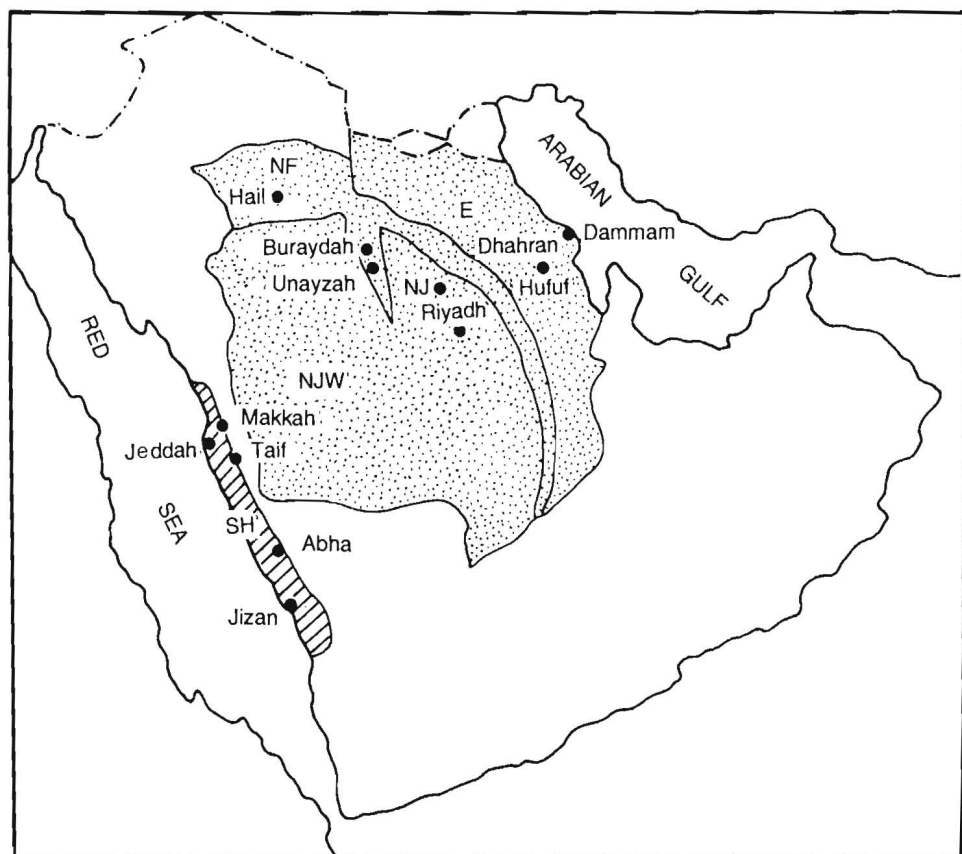 NF
Hail
E
ARABIAN
GULF
Buraydah
Dhahran
Dammam
Unayzah
NJ
Hufuf
Riyadh
RED
SEA
NJW
Makkah
Jeddah
Taif
SH
Abha
Jizan